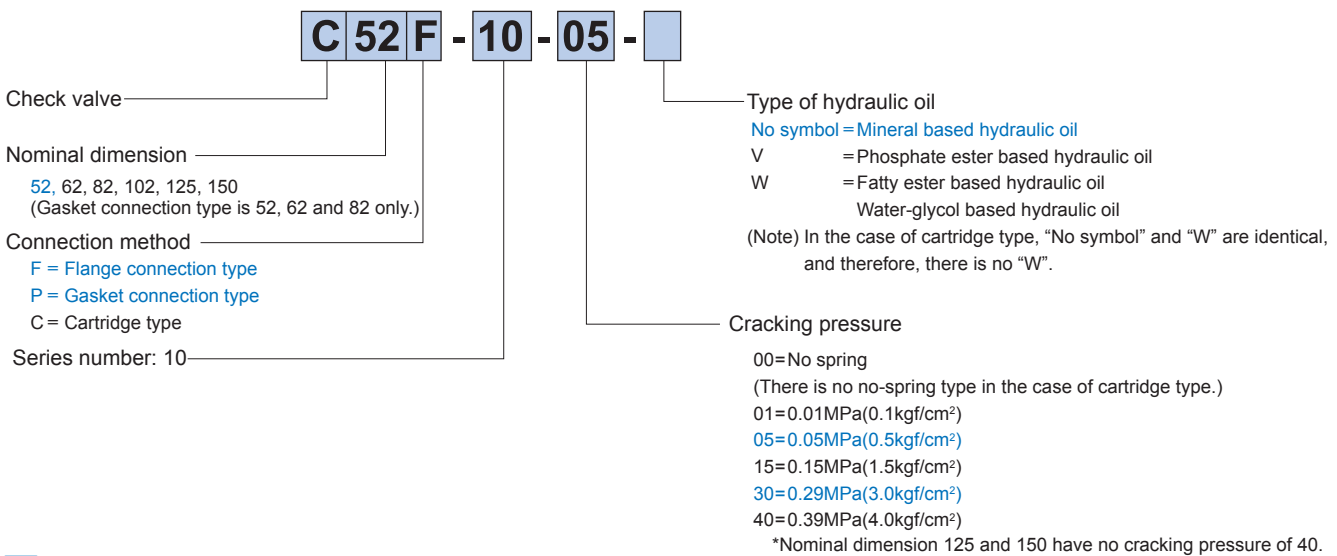 C 52 F - 10 - 05 -
Check valve
Nominal dimension
52, 62, 82, 102, 125, 150
(Gasket connection type is 52, 62 and 82 only.)
Connection method
F = Flange connection type
P = Gasket connection type
C = Cartridge type
Series number: 10
Type of hydraulic oil
No symbol = Mineral based hydraulic oil
V = Phosphate ester based hydraulic oil
W = Fatty ester based hydraulic oil
Water-glycol based hydraulic oil
(Note) In the case of cartridge type, “No symbol” and “W” are identical,
and therefore, there is no “W”.
Cracking pressure
00=No spring
(There is no no-spring type in the case of cartridge type.)
01=0.01MPa(0.1kgf/cm²)
05=0.05MPa(0.5kgf/cm²)
15=0.15MPa(1.5kgf/cm²)
30=0.29MPa(3.0kgf/cm²)
40=0.39MPa(4.0kgf/cm²)
*Nominal dimension 125 and 150 have no cracking pressure of 40.